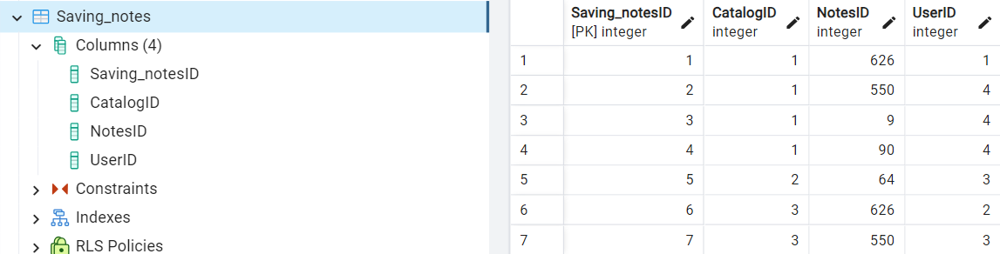 Saving_notes
Columns (4)
Saving_notesID
CatalogID
NotesID
UserID
Constraints
Indexes
RLS Policies
Saving_notesID CatalogID NotesID UserID
[PK] integer integer integer integer
1 1 1 626 1
2 2 1 550 4
3 3 1 9 4
4 4 1 90 4
5 5 2 64 3
6 6 3 626 2
7 7 3 550 3